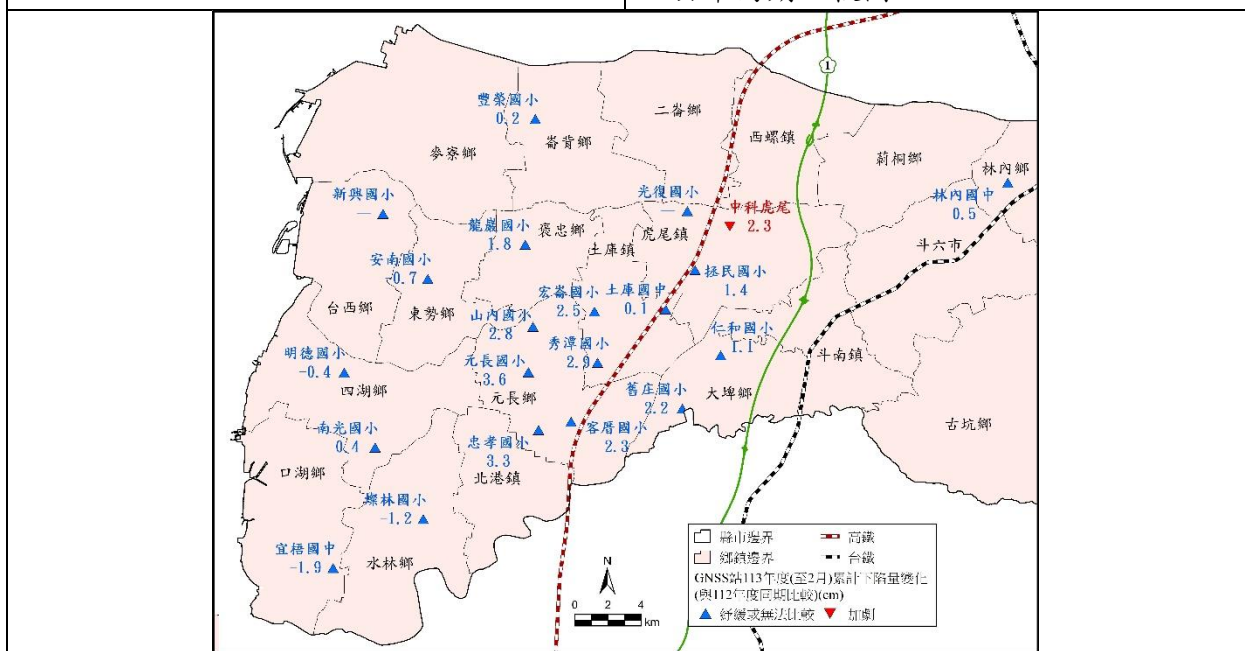 1
豐榮國小
0.2
二崙鄉
崙背鄉
西螺鎮
麥寮鄉
莿桐鄉
林內鄉
林內國中
0.5
新興國小
—
光復國小
—
中科虎尾
2.3
龍巖國小
1.8
褒忠鄉
土庫鎮
虎尾鎮
斗六市
安南國小
-0.7
拯民國小
1.4
宏崙國小
2.5
土庫國中
0.1
台西鄉
東勢鄉
山內國小
2.8
仁和國小
1.1
秀潭國小
2.9
斗南鎮
明德國小
-0.4
四湖鄉
元長國小
3.6
元長鄉
舊庄國小
2.2
大埤鄉
古坑鄉
南光國小
0.4
客厝國小
2.3
忠孝國小
3.3
口湖鄉
北港鎮
蔦林國小
-1.2
宜梧國中
-1.9
水林鄉
N
0 2 4
km
縣市邊界 高鐵
鄉鎮邊界 台鐵
GNSS站113年度(至2月)累計下陷量變化
(與112年度同期比較)(cm)
紓緩或無法比較 加劇